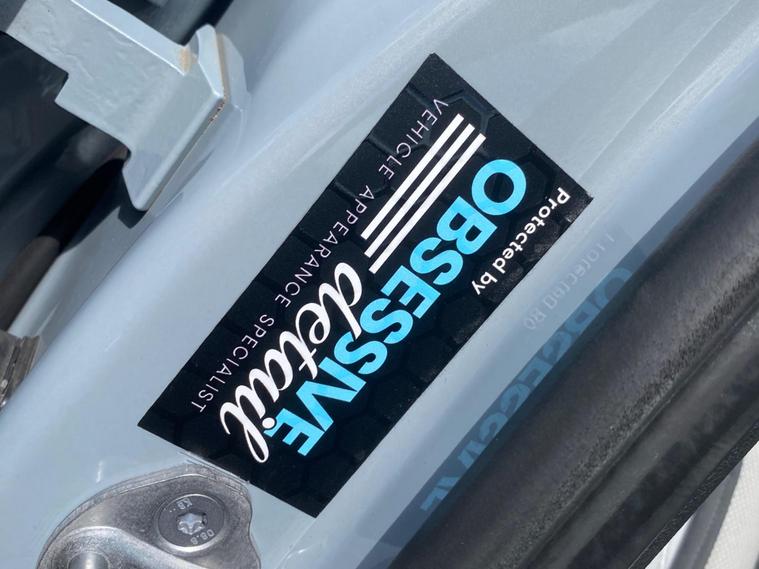 Protected by
OBSESSIVE
detail
VEHICLE APPEARANCE SPECIALIST